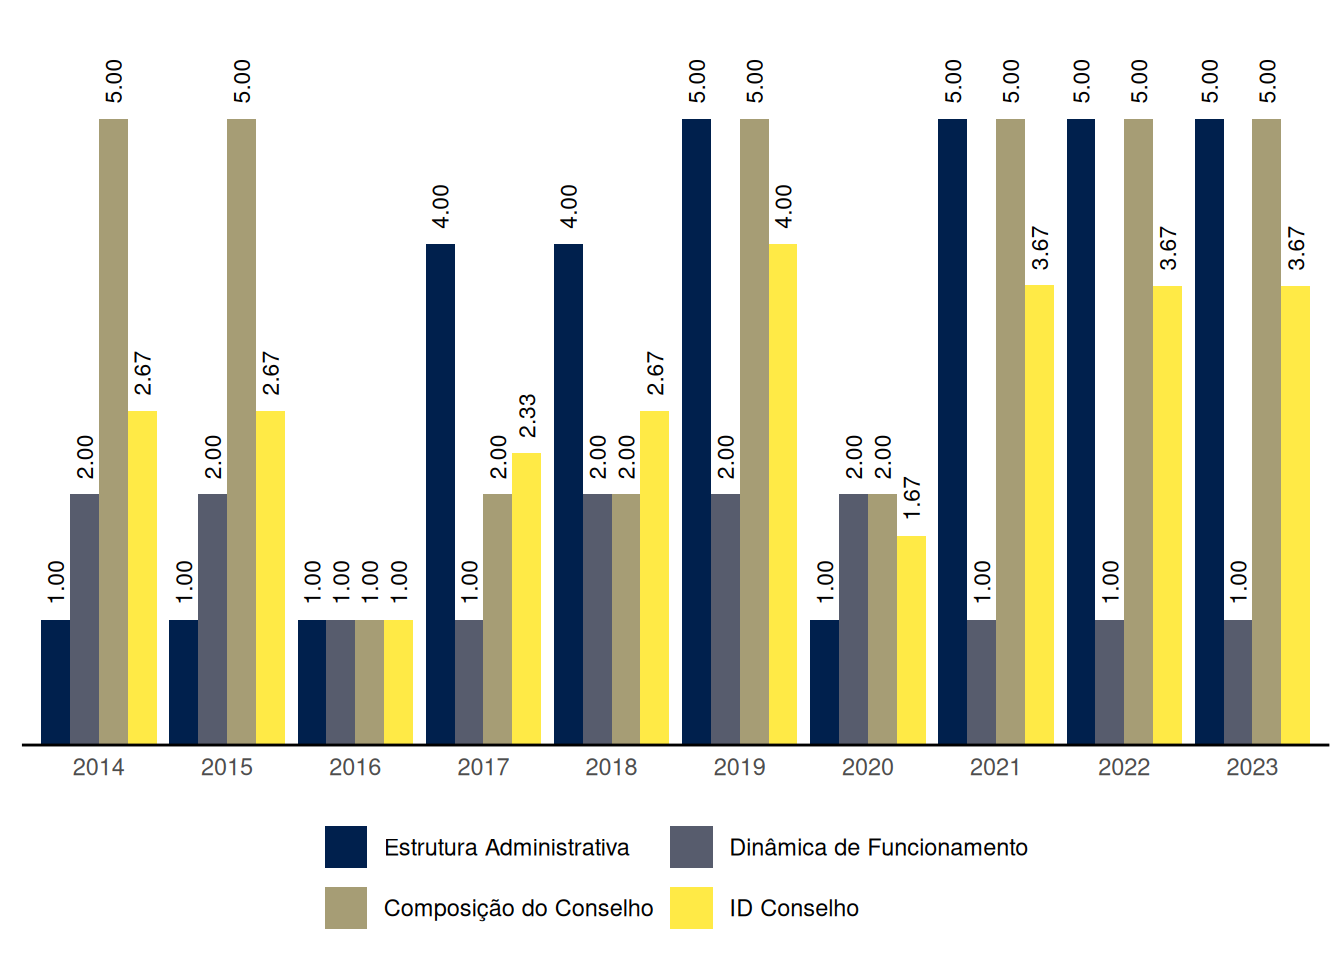 1.00 2.00 5.00 2.67 1.00 2.00 5.00 2.67 1.00 1.00 1.00 1.00 4.00 1.00 2.00 2.33 4.00 2.00 2.00 2.67 5.00 2.00 5.00 4.00 1.00 2.00 2.00 1.67 5.00 1.00 5.00 3.67 5.00 1.00 5.00 3.67 5.00 1.00 5.00 3.67
2014 2015 2016 2017 2018 2019 2020 2021 2022 2023
Estrutura Administrativa Dinâmica de Funcionamento
Composição do Conselho ID Conselho